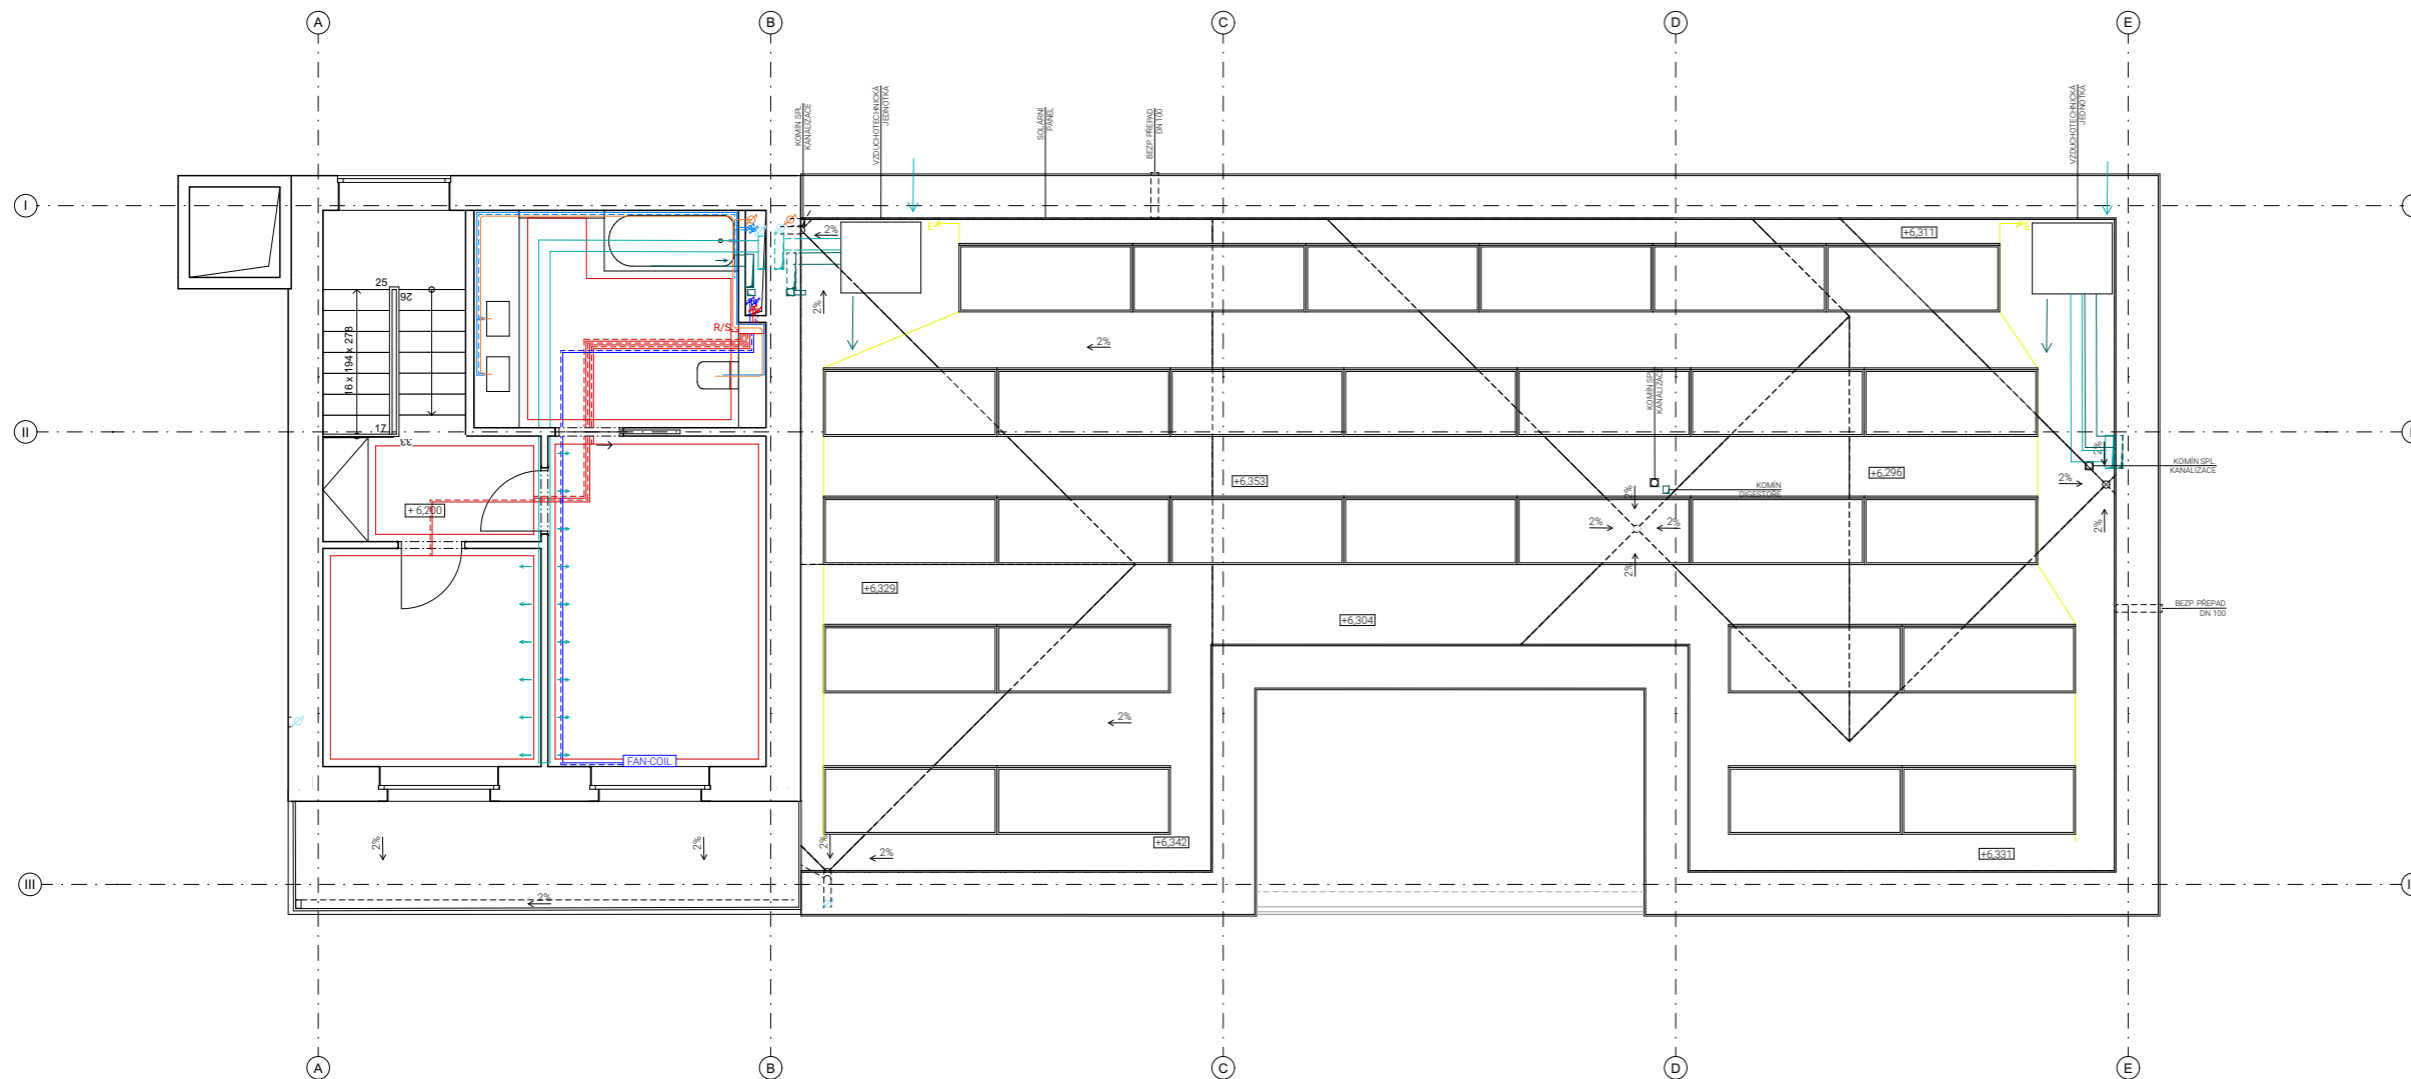 A
B
C
D
E
KOMÍN SPL.
KANALIZACE
VZDUCHOTECHNICKÁ
JEDNOTKA
SOLÁRNÍ
PANEL
BEZP. PŘEPAD
DN 100
VZDUCHOTECHNICKÁ
JEDNOTKA
I
2%
E
+6,311
E
25
26
2%
R/S
16 x 194 x 278
2%
KOMÍN SPL.
KANALIZACE
II
17
33
2%
KOMÍN SPL.
KANALIZACE
+6,353
+6,296
2%
KOMÍN
DIGESTOŘE
2%
+ 6,200
2%
2%
2%
2%
+6,329
BEZP. PŘEPAD
DN 100
+6,304
2%
FAN-COIL
2%
2%
2%
2%
+6,342
+6,331
III
2%
A
B
C
D
E